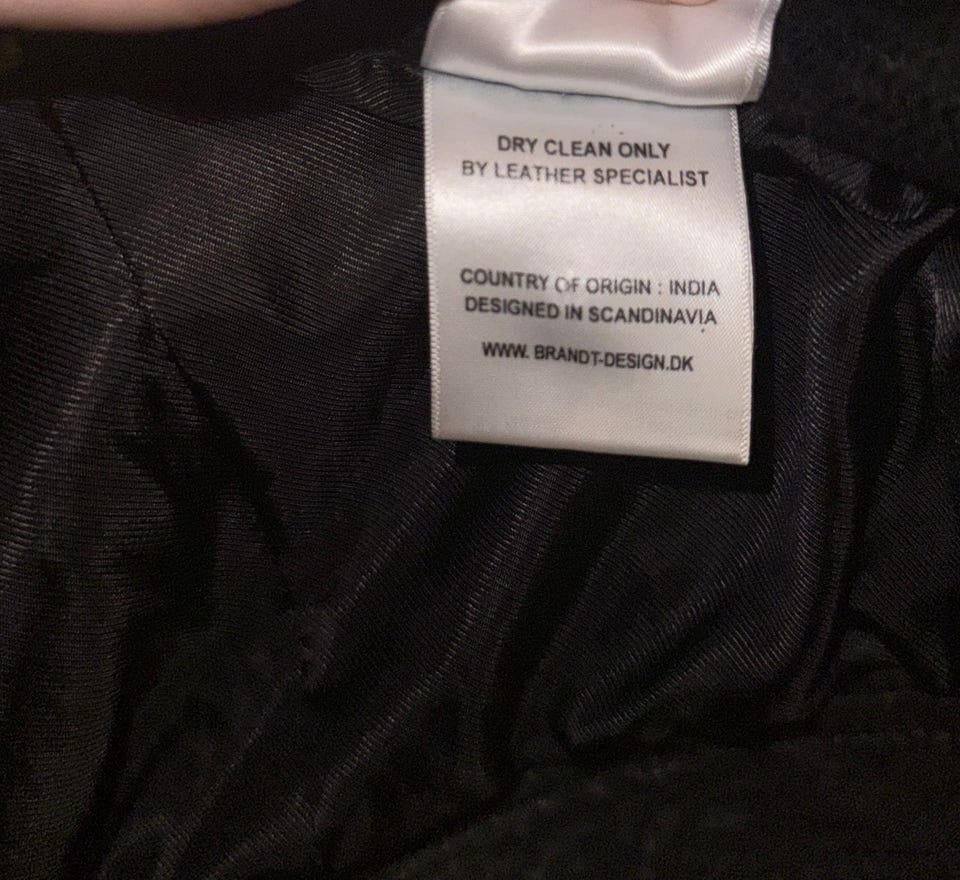 DRY CLEAN ONLY
BY LEATHER SPECIALIST
COUNTRY OF ORIGIN : INDIA
DESIGNED IN SCANDINAVIA
WWW. BRANDT-DESIGN.DK